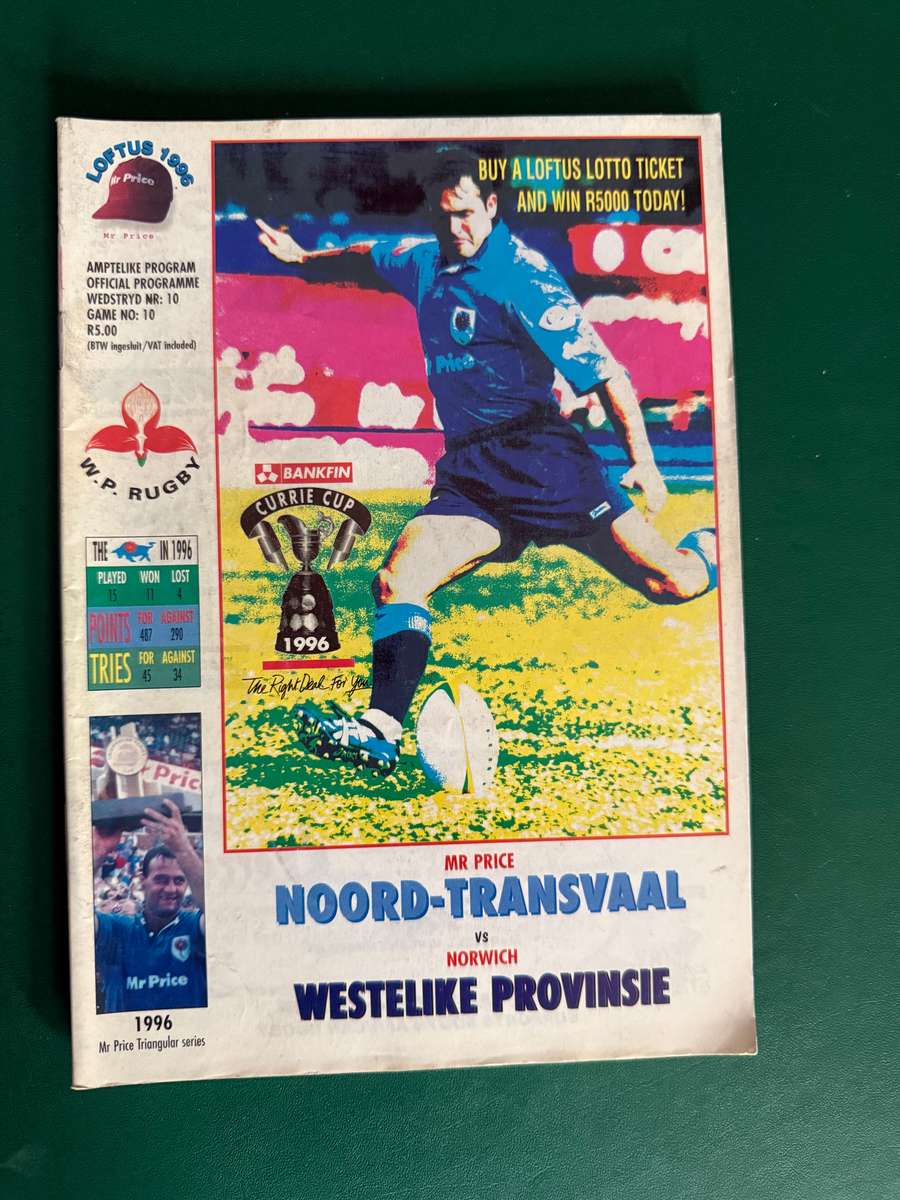 LOFTUS 1996
Mr Price
Mr Price
AMPTELIKE PROGRAM
OFFICIAL PROGRAMME
WEDSTRYD NR: 10
GAME NO: 10
R5.00
(BTW ingesluit/VAT included)
W.P. RUGBY
THE IN 1996
PLAYED WON LOST
15 11 4
POINTS FOR AGAINST
487 290
TRIES FOR AGAINST
45 34
Mr Price
Mr Price
1996
Mr Price Triangular series
BUY A LOFTUS LOTTO TICKET
AND WIN R5000 TODAY!
Price
BANKFIN
CURRIE CUP
1996
The Right Deal For You
MR PRICE
NOORD-TRANSVAAL
VS
NORWICH
WESTELIKE PROVINSIE